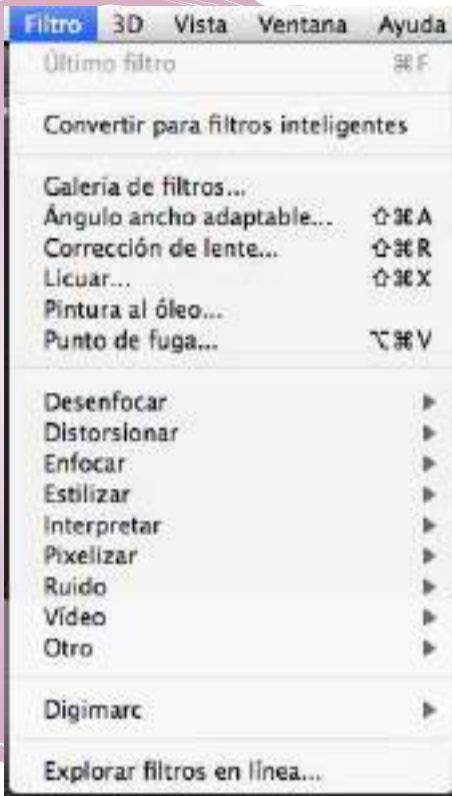 Filtro 3D Vista Ventana Ayuda
Último filtro ⌘F
Convertir para filtros inteligentes
Galería de filtros...
Ángulo ancho adaptable... ⇧⌘A
Corrección de lente... ⇧⌘R
Licuar... ⇧⌘X
Pintura al óleo...
Punto de fuga... ⌥⌘V
Desenfocar
Distorsionar
Enfocar
Estilizar
Interpretar
Pixelizar
Ruido
Vídeo
Otro
Digimarc
Explorar filtros en línea...